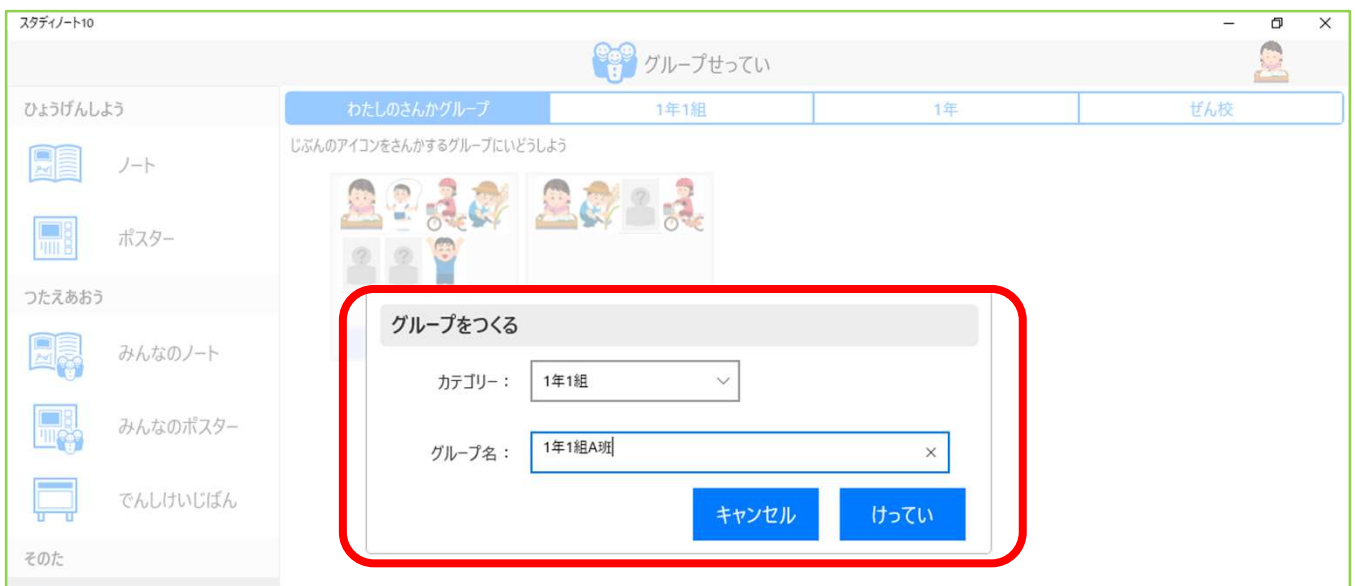 スタディノート10
グループせってい
ひょうげんしよう
ノート
ポスター
つたえあおう
みんなのノート
みんなのポスター
でんしけいじばん
そのた
わたしのさんかグループ
1年1組
1年
ぜん校
じぶんのアイコンをさんかするグループにいどうしよう
グループをつくる
カテゴリー：
1年1組
グループ名：
1年1組A班
キャンセル
けってい